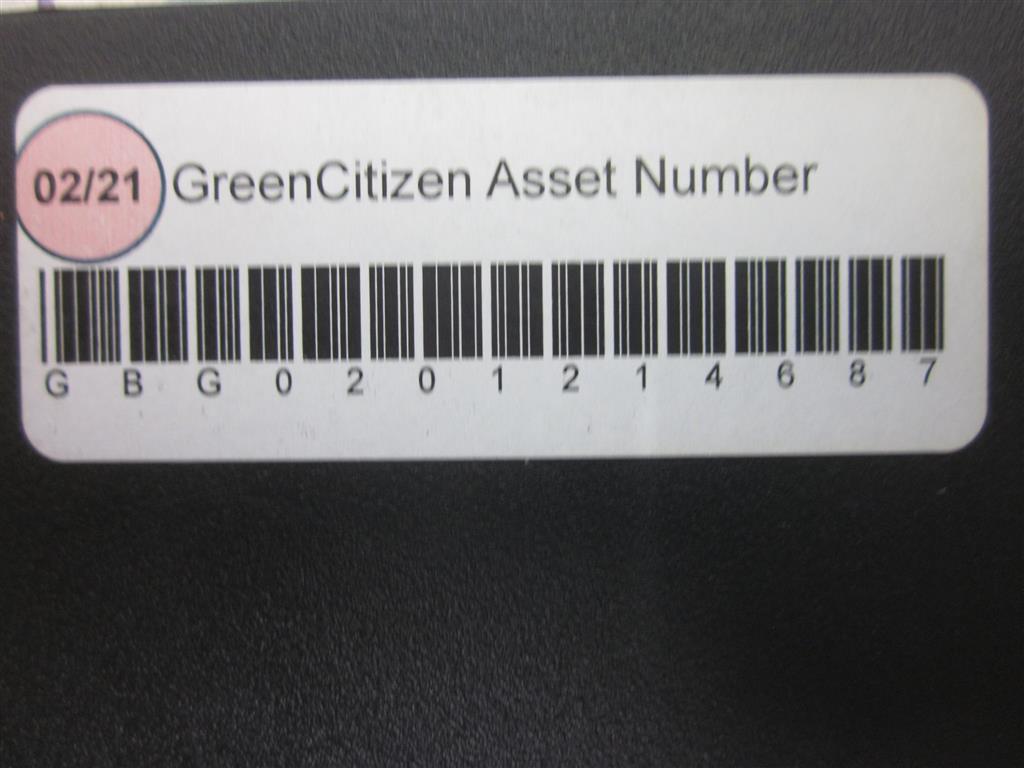 02/21 GreenCitizen Asset Number
G B G 0 2 0 1 2 1 4 6 8 7